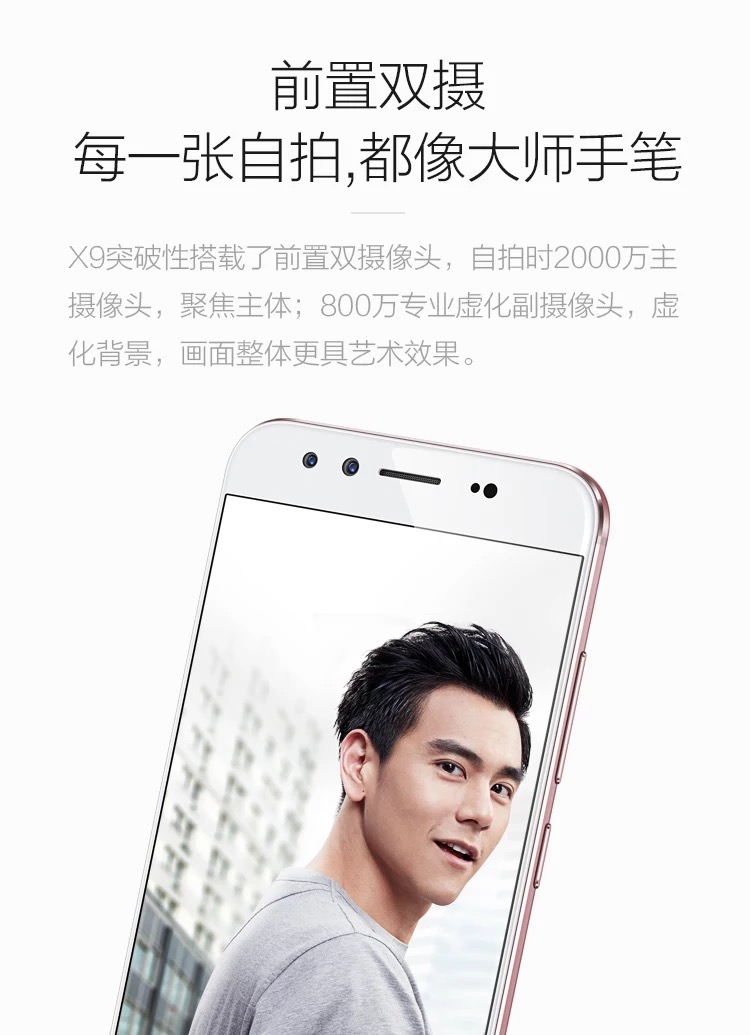 前置双摄
每一张自拍,都像大师手笔
X9突破性搭载了前置双摄像头，自拍时2000万主
摄像头，聚焦主体；800万专业虚化副摄像头，虚
化背景，画面整体更具艺术效果。